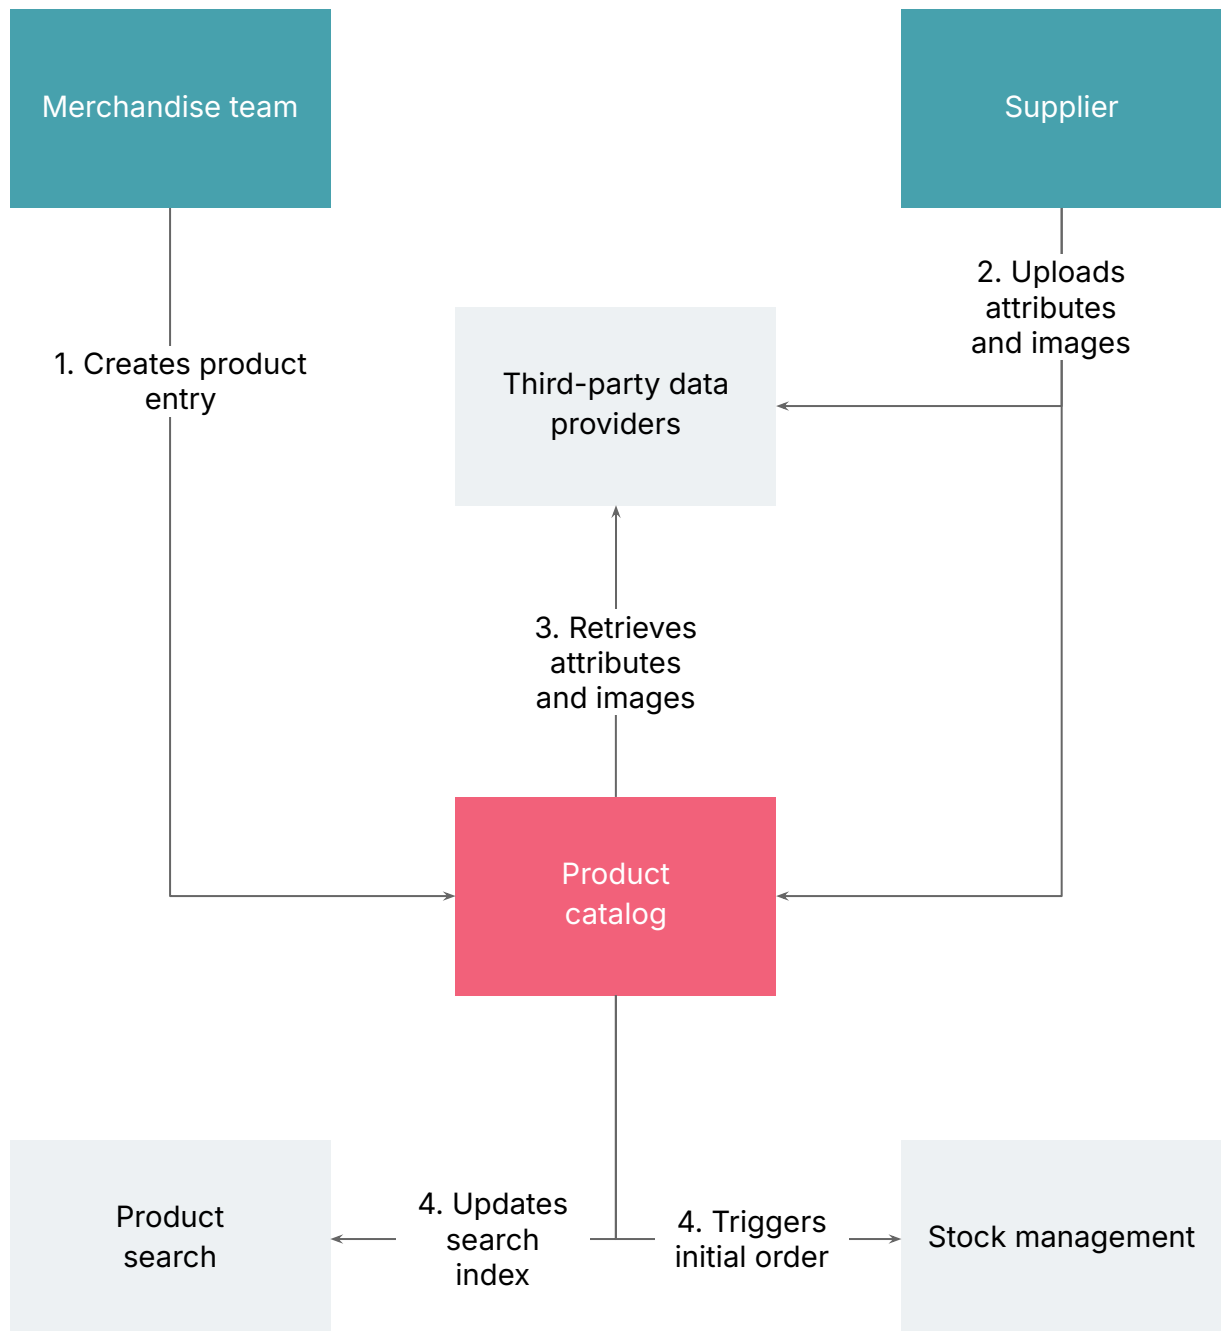 Merchandise team
Supplier
2. Uploads
attributes
and images
1. Creates product
entry
Third-party data
providers
3. Retrieves
attributes
and images
Product
catalog
Product
search
4. Updates
search
index
4. Triggers
initial order
Stock management